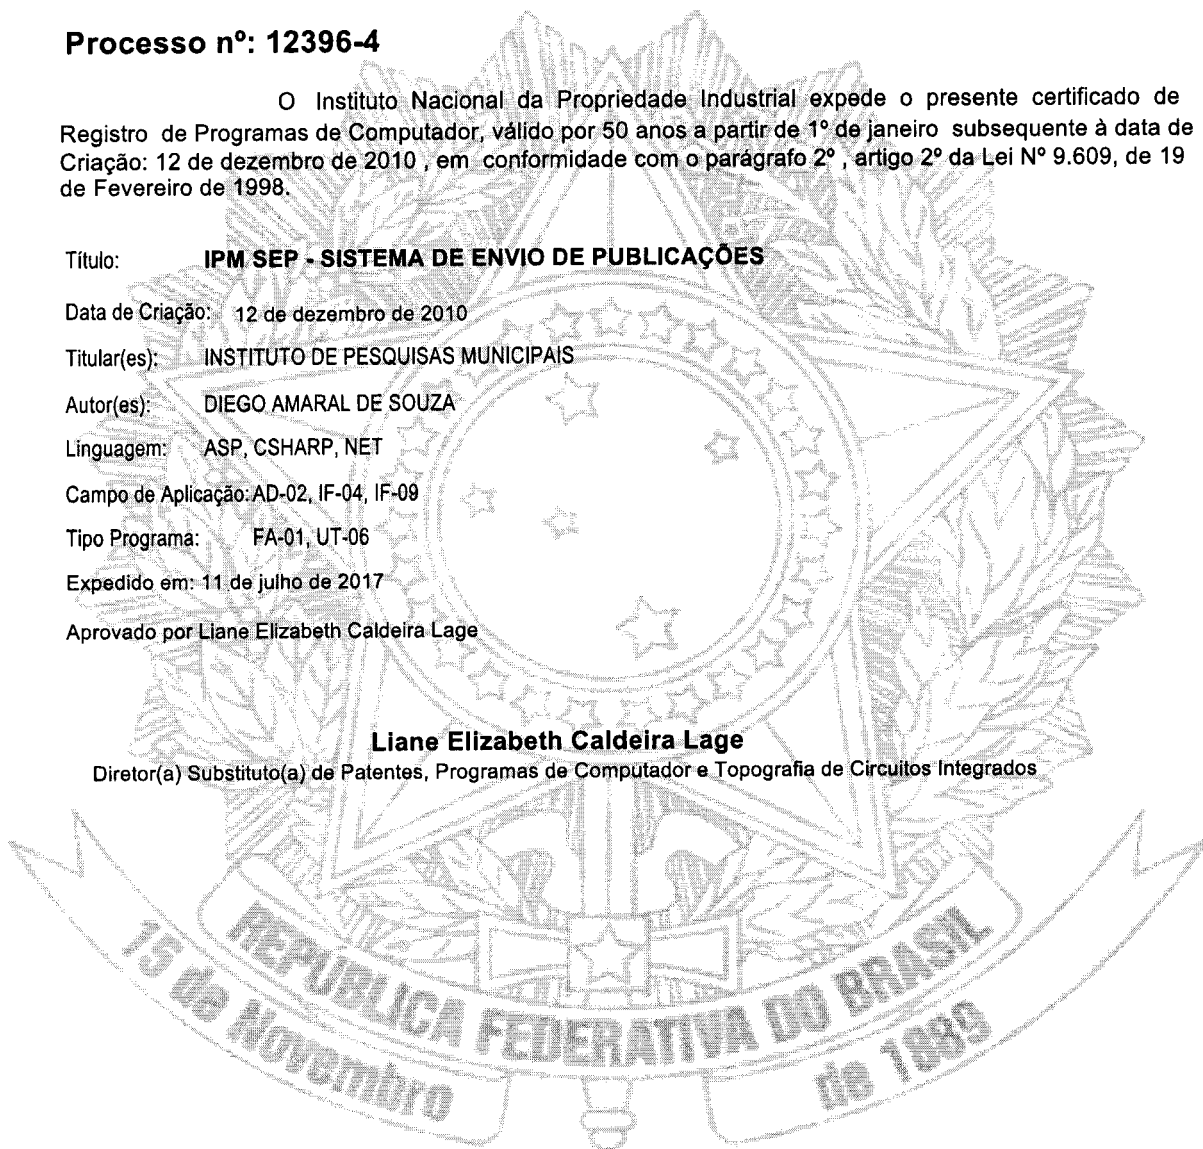 Processo nº: 12396-4
O Instituto Nacional da Propriedade Industrial expede o presente certificado de
Registro de Programas de Computador, válido por 50 anos a partir de 1º de janeiro subsequente à data de
Criação: 12 de dezembro de 2010 , em conformidade com o parágrafo 2º , artigo 2º da Lei Nº 9.609, de 19
de Fevereiro de 1998.
Título: IPM SEP - SISTEMA DE ENVIO DE PUBLICAÇÕES
Data de Criação: 12 de dezembro de 2010
Titular(es): INSTITUTO DE PESQUISAS MUNICIPAIS
Autor(es): DIEGO AMARAL DE SOUZA
Linguagem: ASP, CSHARP, NET
Campo de Aplicação: AD-02, IF-04, IF-09
Tipo Programa: FA-01, UT-06
Expedido em: 11 de julho de 2017
Aprovado por Liane Elizabeth Caldeira Lage
Liane Elizabeth Caldeira Lage
Diretor(a) Substituto(a) de Patentes, Programas de Computador e Topografia de Circuitos Integrados
REPÚBLICA FEDERATIVA DO BRASIL
15 de Novembro de 1889